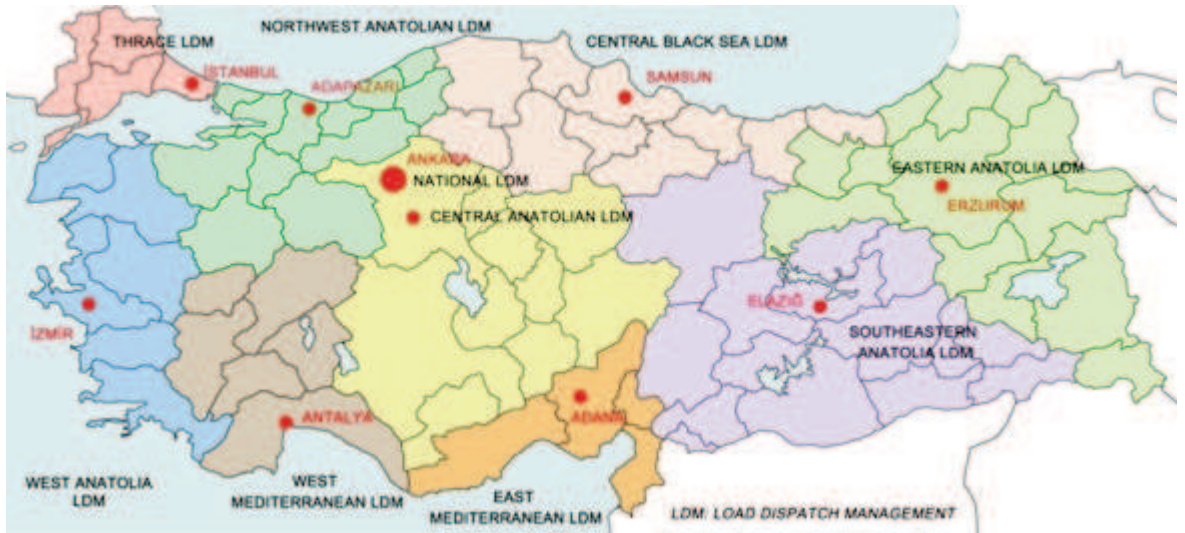 NORTHWEST ANATOLIAN LDM
THRACE LDM
CENTRAL BLACK SEA LDM
İSTANBUL
ADAPAZARI
SAMSUN
ANKARA
NATIONAL LDM
EASTERN ANATOLIA LDM
ERZURUM
CENTRAL ANATOLIAN LDM
ELAZIĞ
İZMİR
SOUTHEASTERN
ANATOLIA LDM
ANTALYA
ADANA
WEST ANATOLIA
LDM
WEST
MEDITERRANEAN LDM
EAST
MEDITERRANEAN LDM
LDM: LOAD DISPATCH MANAGEMENT